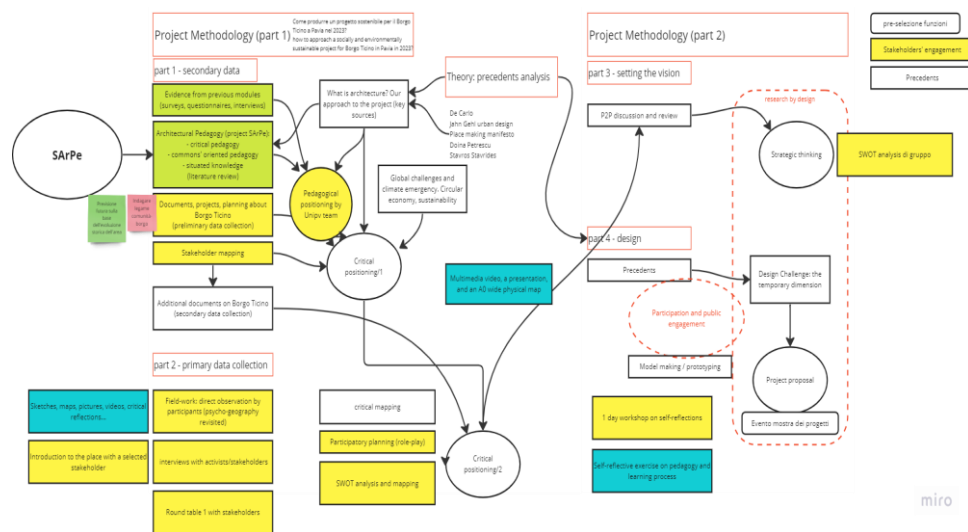 Project Methodology (part 1)
Come produrre un progetto sostenibile per il Borgo
Ticino a Pavia nel 2023?
how to approach a socially and environmentally
sustainable project for Borgo Ticino in Pavia in 2023?
Project Methodology (part 2)
pre-selezione funzioni
Stakeholders' engagement
Precedents
part 1 - secondary data
Evidence from previous modules
(surveys, questionnaires, interviews)
Architectural Pedagogy (project SArPe):
- critical pedagogy
- commons' oriented pedagogy
- situated knowledge
(literature review)
SArPe
Documents, projects, planning about
Borgo Ticino
(preliminary data collection)
Stakeholder mapping
Additional documents on Borgo Ticino
(secondary data collection)
What is architecture? Our
approach to the project (key
sources)
Theory: precedents analysis
De Carlo
Jahn Gehl urban design
Place making manifesto
Doina Petrescu
Stavros Stavrides
Pedagogical
positioning by
Unipv team
Global challenges and
climate emergency. Circular
economy, sustainability
Critical
positioning/1
Multimedia video, a presentation,
and an A0 wide physical map
part 2 - primary data collection
Sketches, maps, pictures, videos, critical
reflections...
Field-work: direct observation by
participants (psycho-geography
revisited)
Introduction to the place with a selected
stakeholder
interviews with activists/stakeholders
Round table 1 with stakeholders
critical mapping
Participatory planning (role-play)
SWOT analysis and mapping
Critical
positioning/2
part 3 - setting the vision
P2P discussion and review
research by design
Strategic thinking
SWOT analysis di gruppo
part 4 - design
Precedents
Design Challenge: the
temporary dimension
Participation and public
engagement
Model making / prototyping
Project proposal
Evento mostra dei progetti
1 day workshop on self-reflections
Self-reflective exercise on pedagogy and
learning process
miro